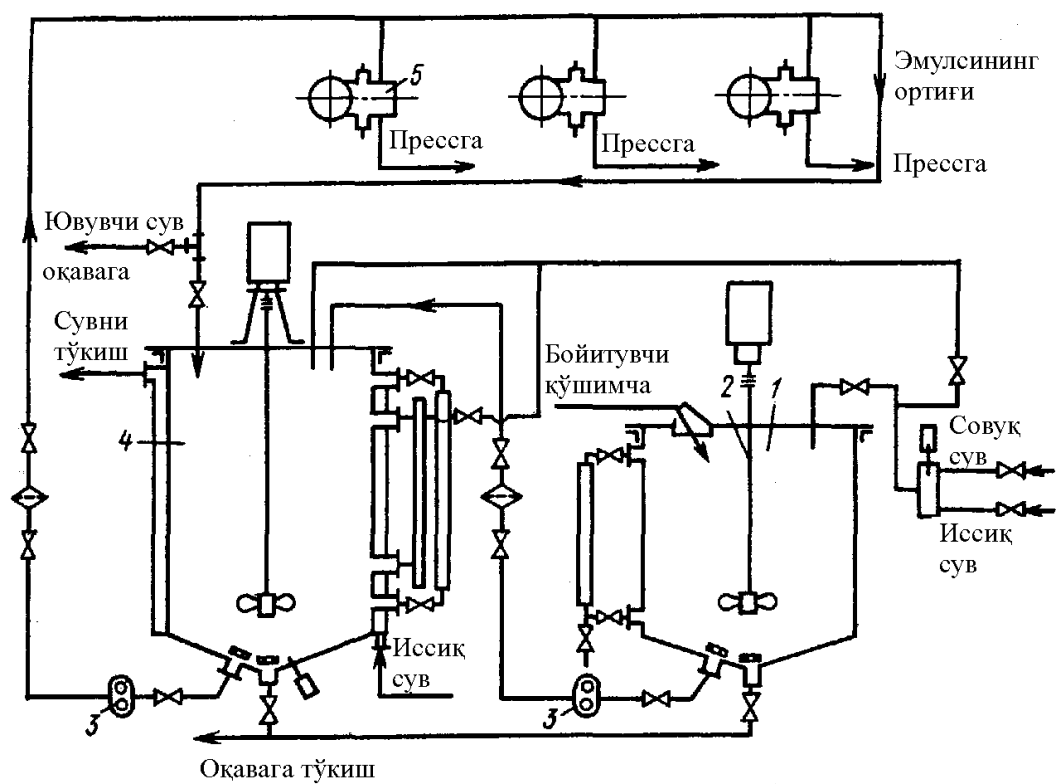 Эмулсининг
ортиғи
5
Прессга
Прессга
Прессга
Ювувчи сув
оқавага
Сувни
тўкиш
Бойитувчи
қўшимча
2
1
4
Совуқ
сув
Иссиқ
сув
Иссиқ
сув
3
3
Оқавага тўкиш